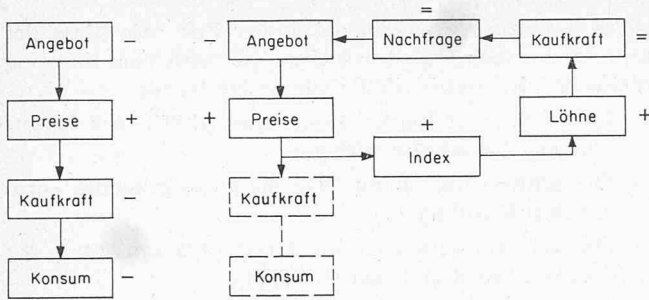 =
Angebot
Angebot
Nachfrage
Kaufkraft =
Preise +
+ Preise
+
Löhne +
Index
Kaufkraft −
Kaufkraft
Konsum −
Konsum